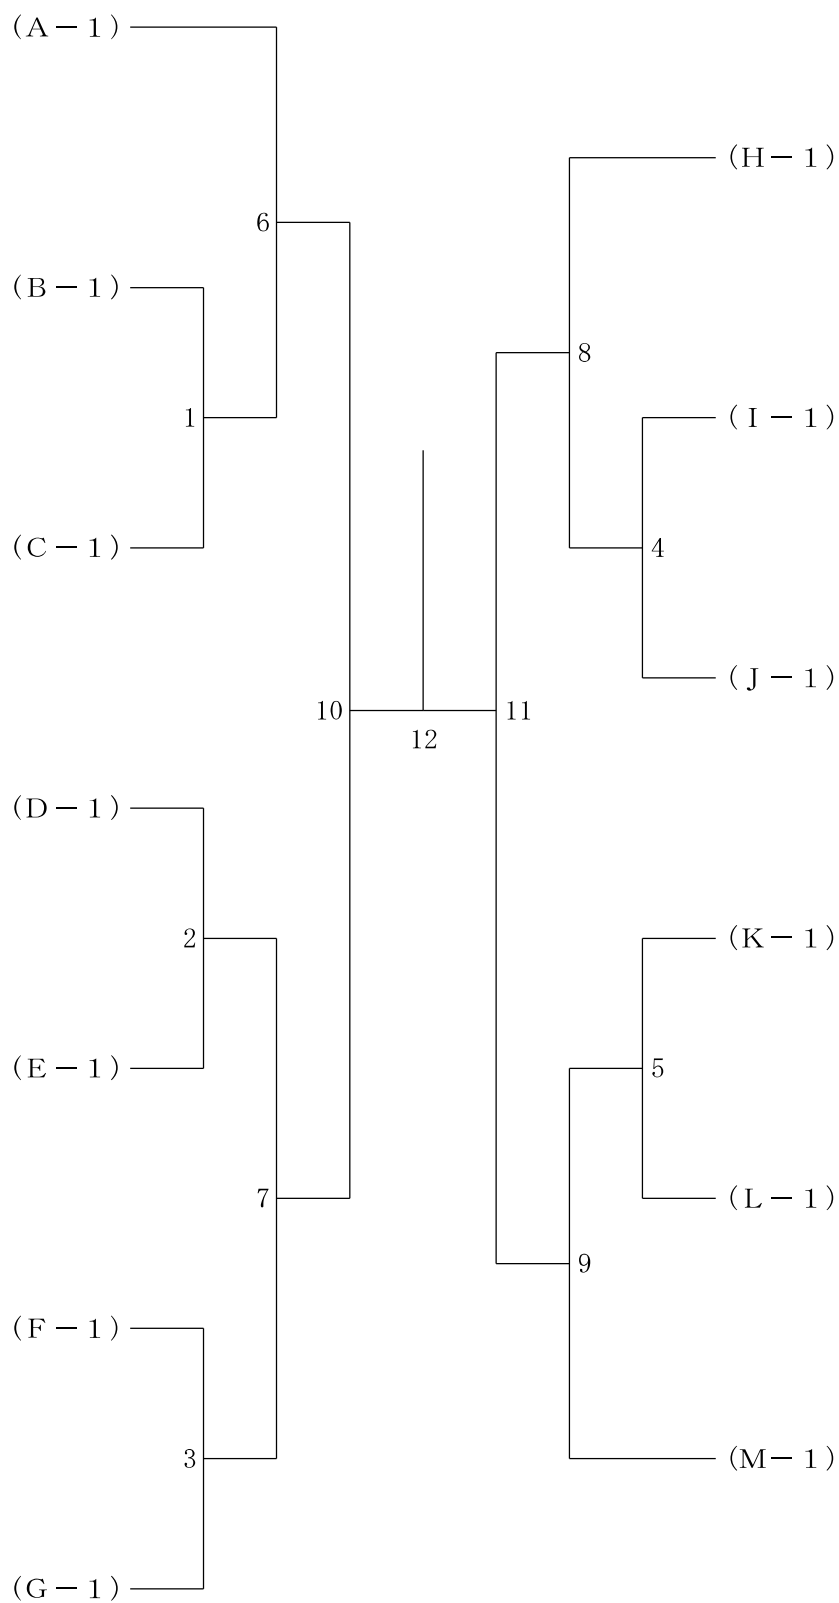 (A－1)
(H－1)
6
(B－1)
8
1
(I－1)
(C－1)
4
(J－1)
10
11
12
(D－1)
2
(K－1)
(E－1)
5
7
(L－1)
9
(F－1)
3
(M－1)
(G－1)